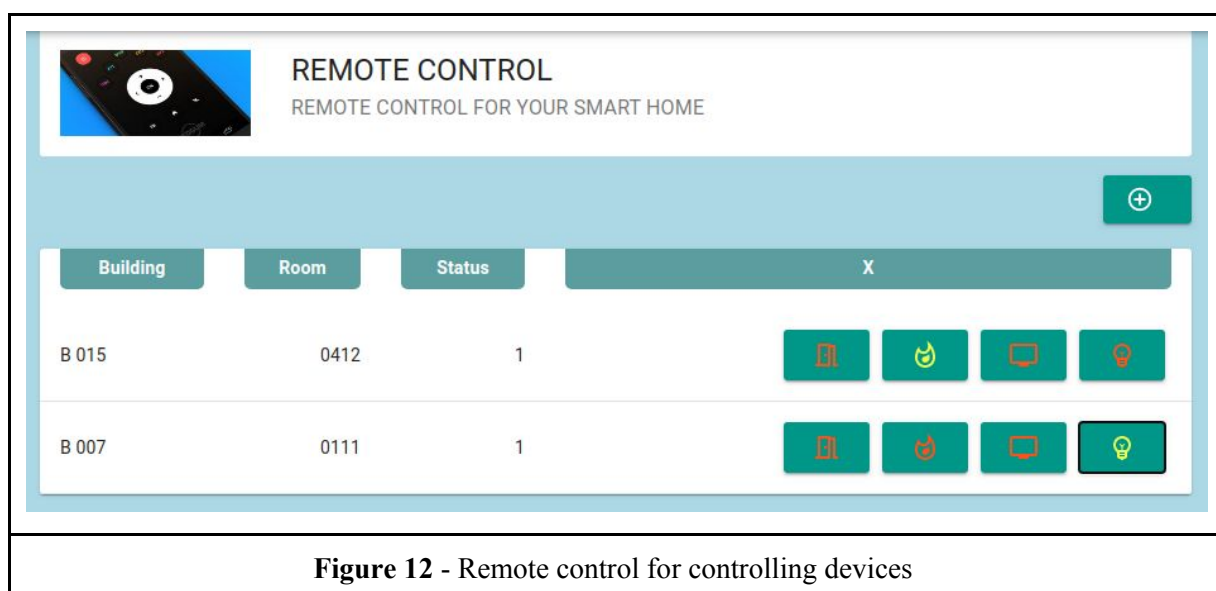 REMOTE CONTROL
REMOTE CONTROL FOR YOUR SMART HOME
Building Room Status X
B 015 0412 1
B 007 0111 1
Figure 12 - Remote control for controlling devices